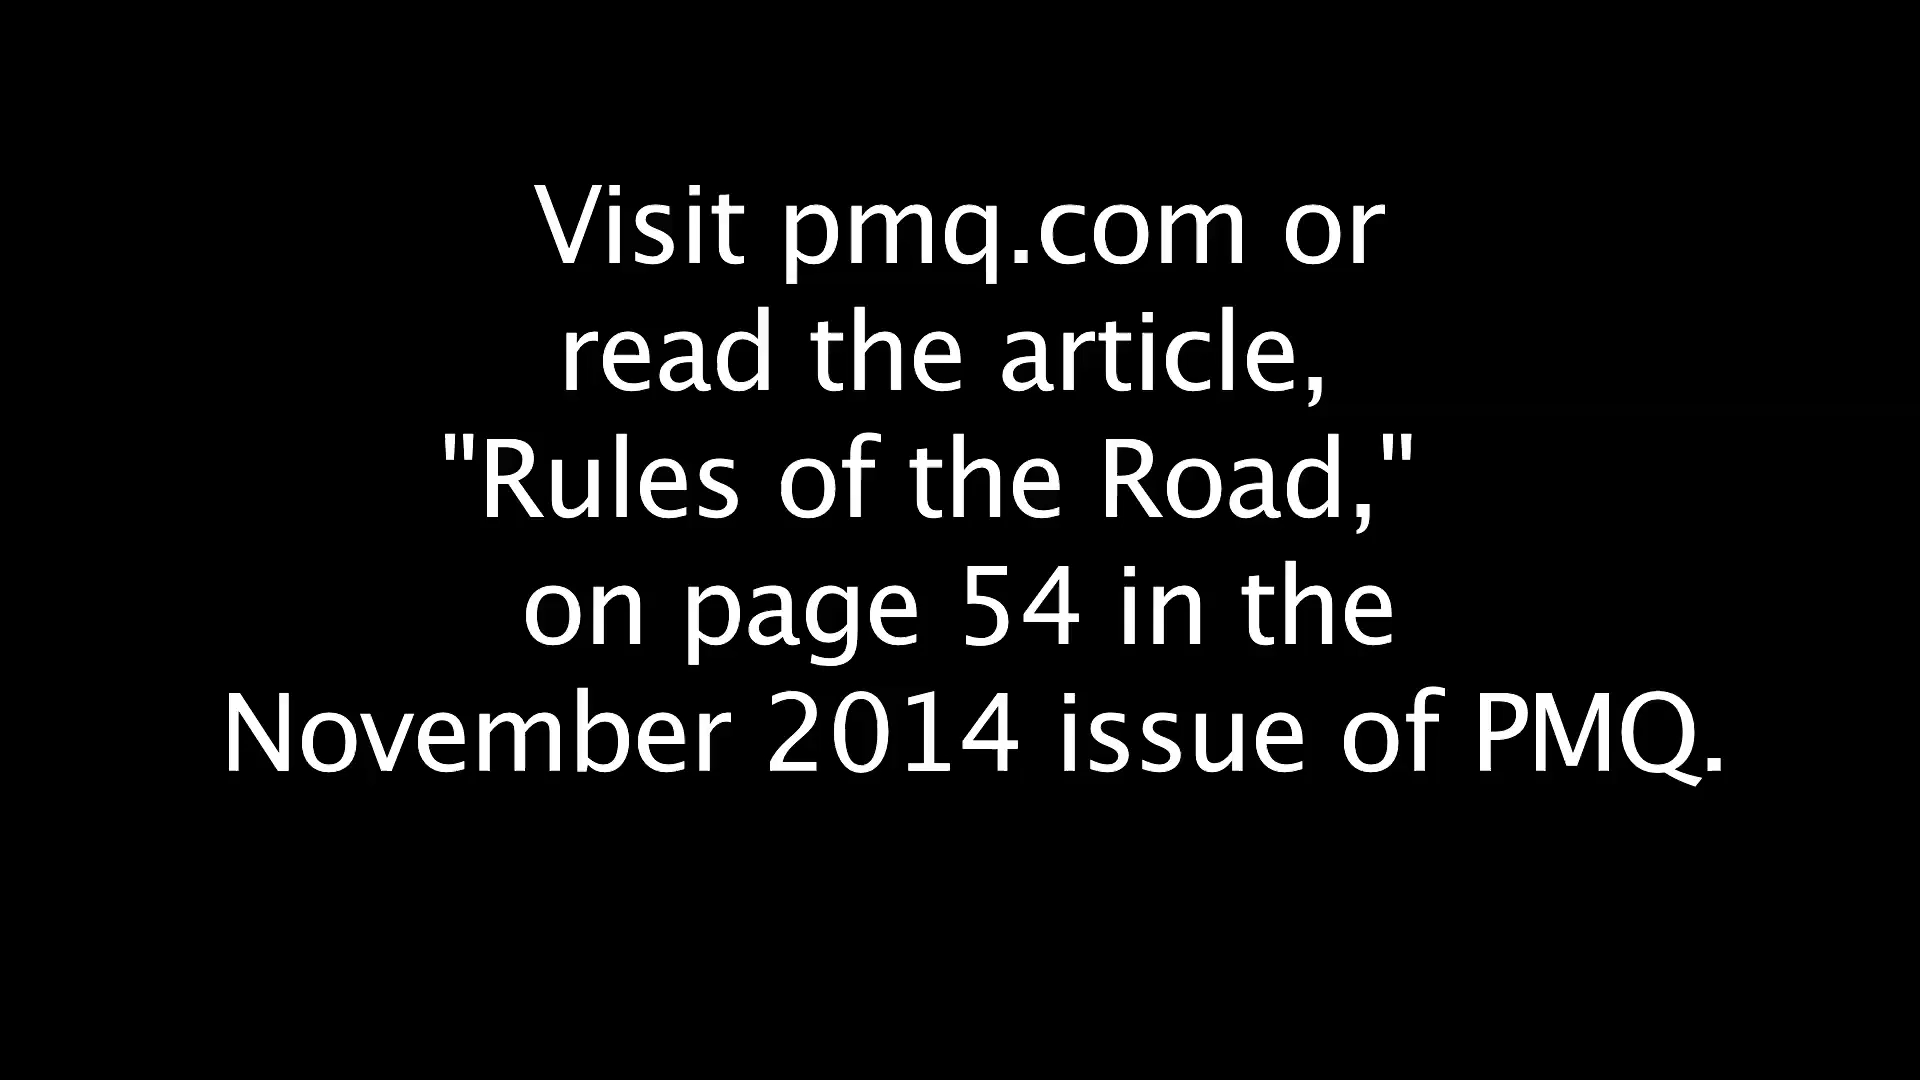 Visit pmq.com or
read the article,
"Rules of the Road,"
on page 54 in the
November 2014 issue of PMQ.